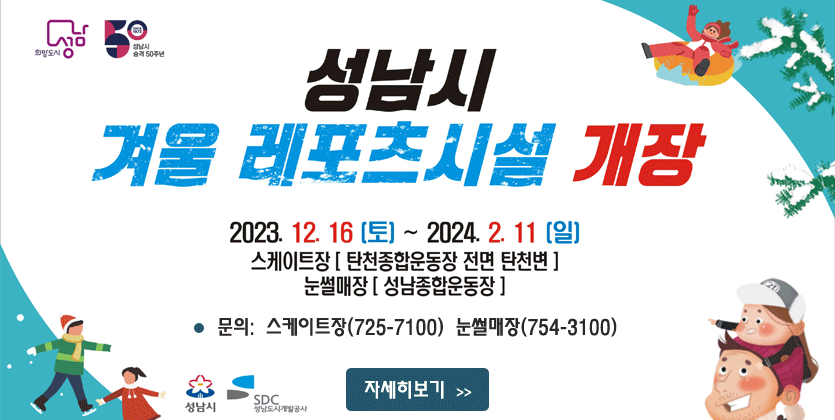 희망도시 성남
50
성남시
승격 50주년
성남시
겨울 레포츠시설 개장
2023. 12. 16 (토) ~ 2024. 2. 11 (일)
스케이트장 [ 탄천종합운동장 전면 탄천변 ]
눈썰매장 [ 성남종합운동장 ]
● 문의: 스케이트장(725-7100) 눈썰매장(754-3100)
성남시
SDC
성남도시개발공사
자세히보기 >>